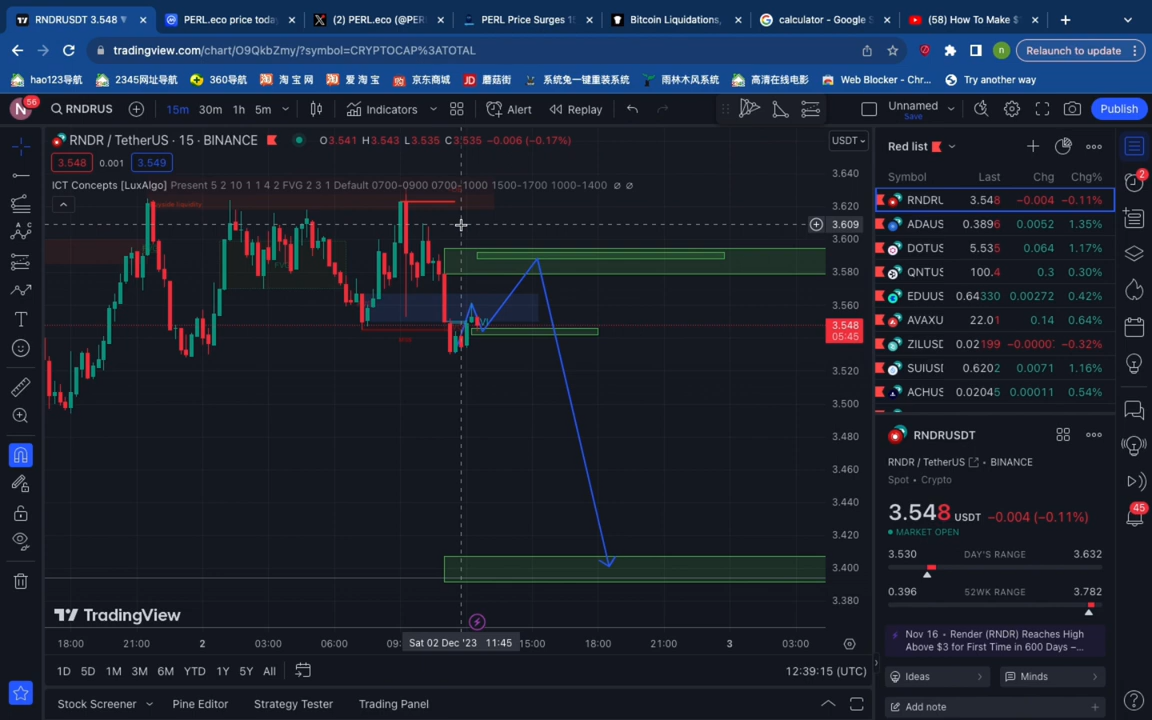 RNDRUSDT 3.548
PERL.eco price toda
(2) PERL.eco (@PER
PERL Price Surges 1
Bitcoin Liquidations,
calculator - Google S
(58) How To Make $
tradingview.com/chart/O9QkbZmy/?symbol=CRYPTOCAP%3ATOTAL
n
Relaunch to update
hao123导航
2345网址导航
360导航
淘 宝 网
爱 淘 宝
京东商城
蘑菇街
系统兔一键重装系统
雨林木风系统
高清在线电影
Web Blocker - Chr...
Try another way
N 56
RNDRUS
15m 30m 1h 5m
Indicators
Alert
Replay
Unnamed
Save
Publish
RNDR / TetherUS · 15 · BINANCE
O3.541 H3.543 L3.535 C3.535 −0.006 (−0.17%)
3.548 0.001 3.549
ICT Concepts [LuxAlgo] Present 5 2 10 1 1 4 2 FVG 2 3 1 Default 0700-0900 0700-1000 1500-1700 1000-1400
USDT
3.640
3.620
3.609
3.600
3.580
3.560
3.548
05:45
3.520
3.500
3.480
3.460
3.440
3.420
3.400
3.380
TradingView
18:00 2 03:00 06:00 09: Sat 02 Dec '23 11:45 15:00 18:00 21:00 3 03:00
1D 5D 1M 3M 6M YTD 1Y 5Y All
12:39:15 (UTC)
Stock Screener
Pine Editor
Strategy Tester
Trading Panel
Red list
Symbol Last Chg Chg%
RNDRU 3.548 −0.004 −0.11%
ADAUS 0.3896 0.0052 1.35%
DOTUS 5.535 0.064 1.17%
QNTUS 100.4 0.3 0.30%
EDUUS 0.64330 0.00272 0.42%
AVAXU 22.01 0.14 0.64%
ZILUSD 0.02199 −0.0000 −0.32%
SUIUSD 0.6202 0.0071 1.16%
ACHUS 0.02045 0.00011 0.54%
RNDRUSDT
RNDR / TetherUS · BINANCE
Spot · Crypto
3.548 USDT −0.004 (−0.11%)
MARKET OPEN
3.530 DAY'S RANGE 3.632
0.396 52WK RANGE 3.782
Nov 16 • Render (RNDR) Reaches High
Above $3 for First Time in 600 Days –...
Ideas
Minds
Add note
2
45